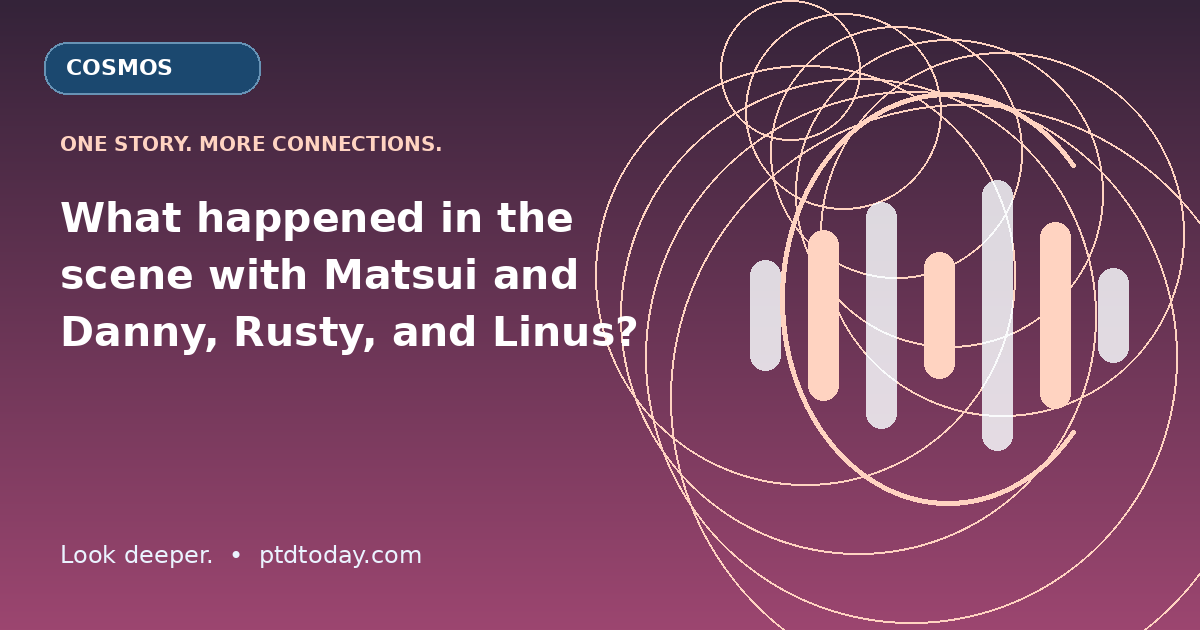 COSMOS
ONE STORY. MORE CONNECTIONS.
What happened in the
scene with Matsui and
Danny, Rusty, and Linus?
Look deeper. • ptdtoday.com